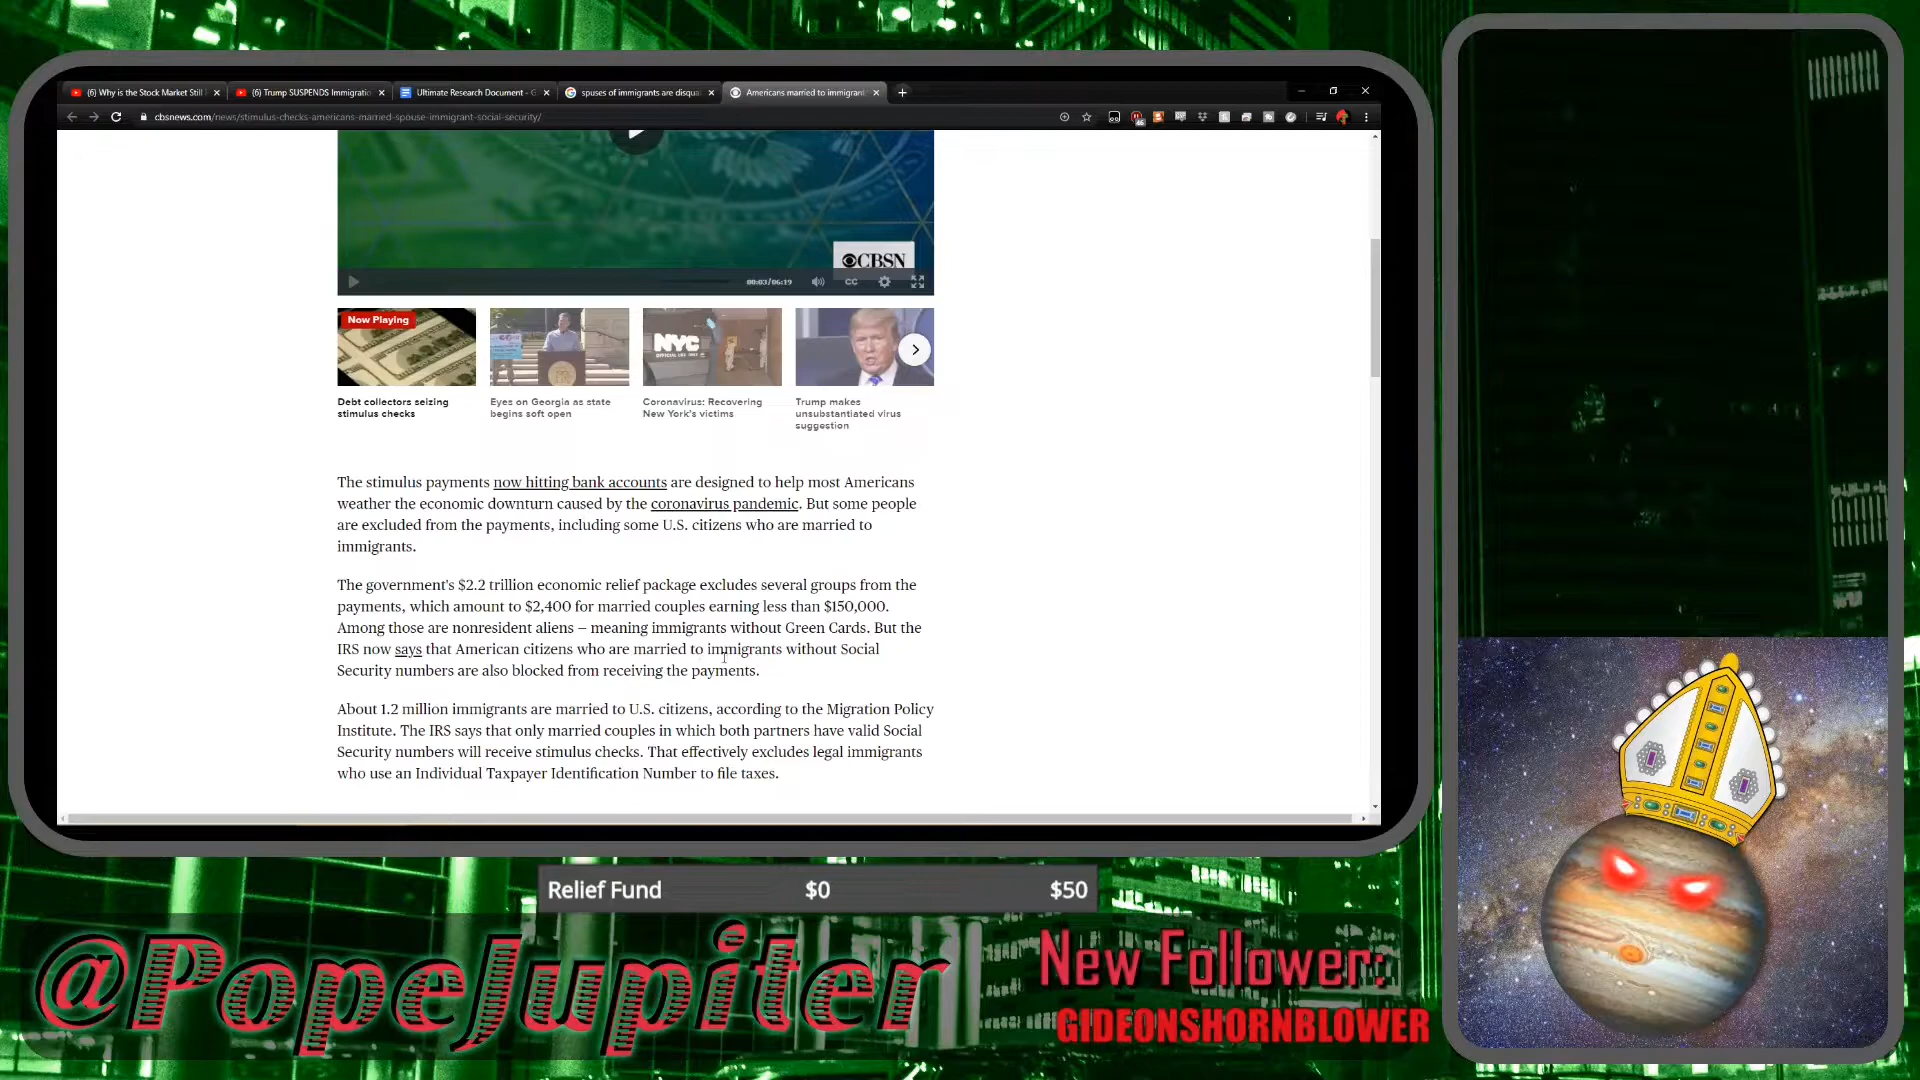 (6) Why is the Stock Market Still
(6) Trump SUSPENDS Immigratio
Ultimate Research Document - G
spuses of immigrants are disqua
Americans married to immigrant
cbsnews.com/news/stimulus-checks-americans-married-spouse-immigrant-social-security/
46
CBSN
00:03/06:19
CC
Now Playing
NYC
Debt collectors seizing
stimulus checks
Eyes on Georgia as state
begins soft open
Coronavirus: Recovering
New York's victims
Trump makes
unsubstantiated virus
suggestion
The stimulus payments now hitting bank accounts are designed to help most Americans
weather the economic downturn caused by the coronavirus pandemic. But some people
are excluded from the payments, including some U.S. citizens who are married to
immigrants.
The government's $2.2 trillion economic relief package excludes several groups from the
payments, which amount to $2,400 for married couples earning less than $150,000.
Among those are nonresident aliens – meaning immigrants without Green Cards. But the
IRS now says that American citizens who are married to immigrants without Social
Security numbers are also blocked from receiving the payments.
About 1.2 million immigrants are married to U.S. citizens, according to the Migration Policy
Institute. The IRS says that only married couples in which both partners have valid Social
Security numbers will receive stimulus checks. That effectively excludes legal immigrants
who use an Individual Taxpayer Identification Number to file taxes.
Relief Fund $0 $50
@PopeJupiter
New Follower:
GIDEONSHORNBLOWER